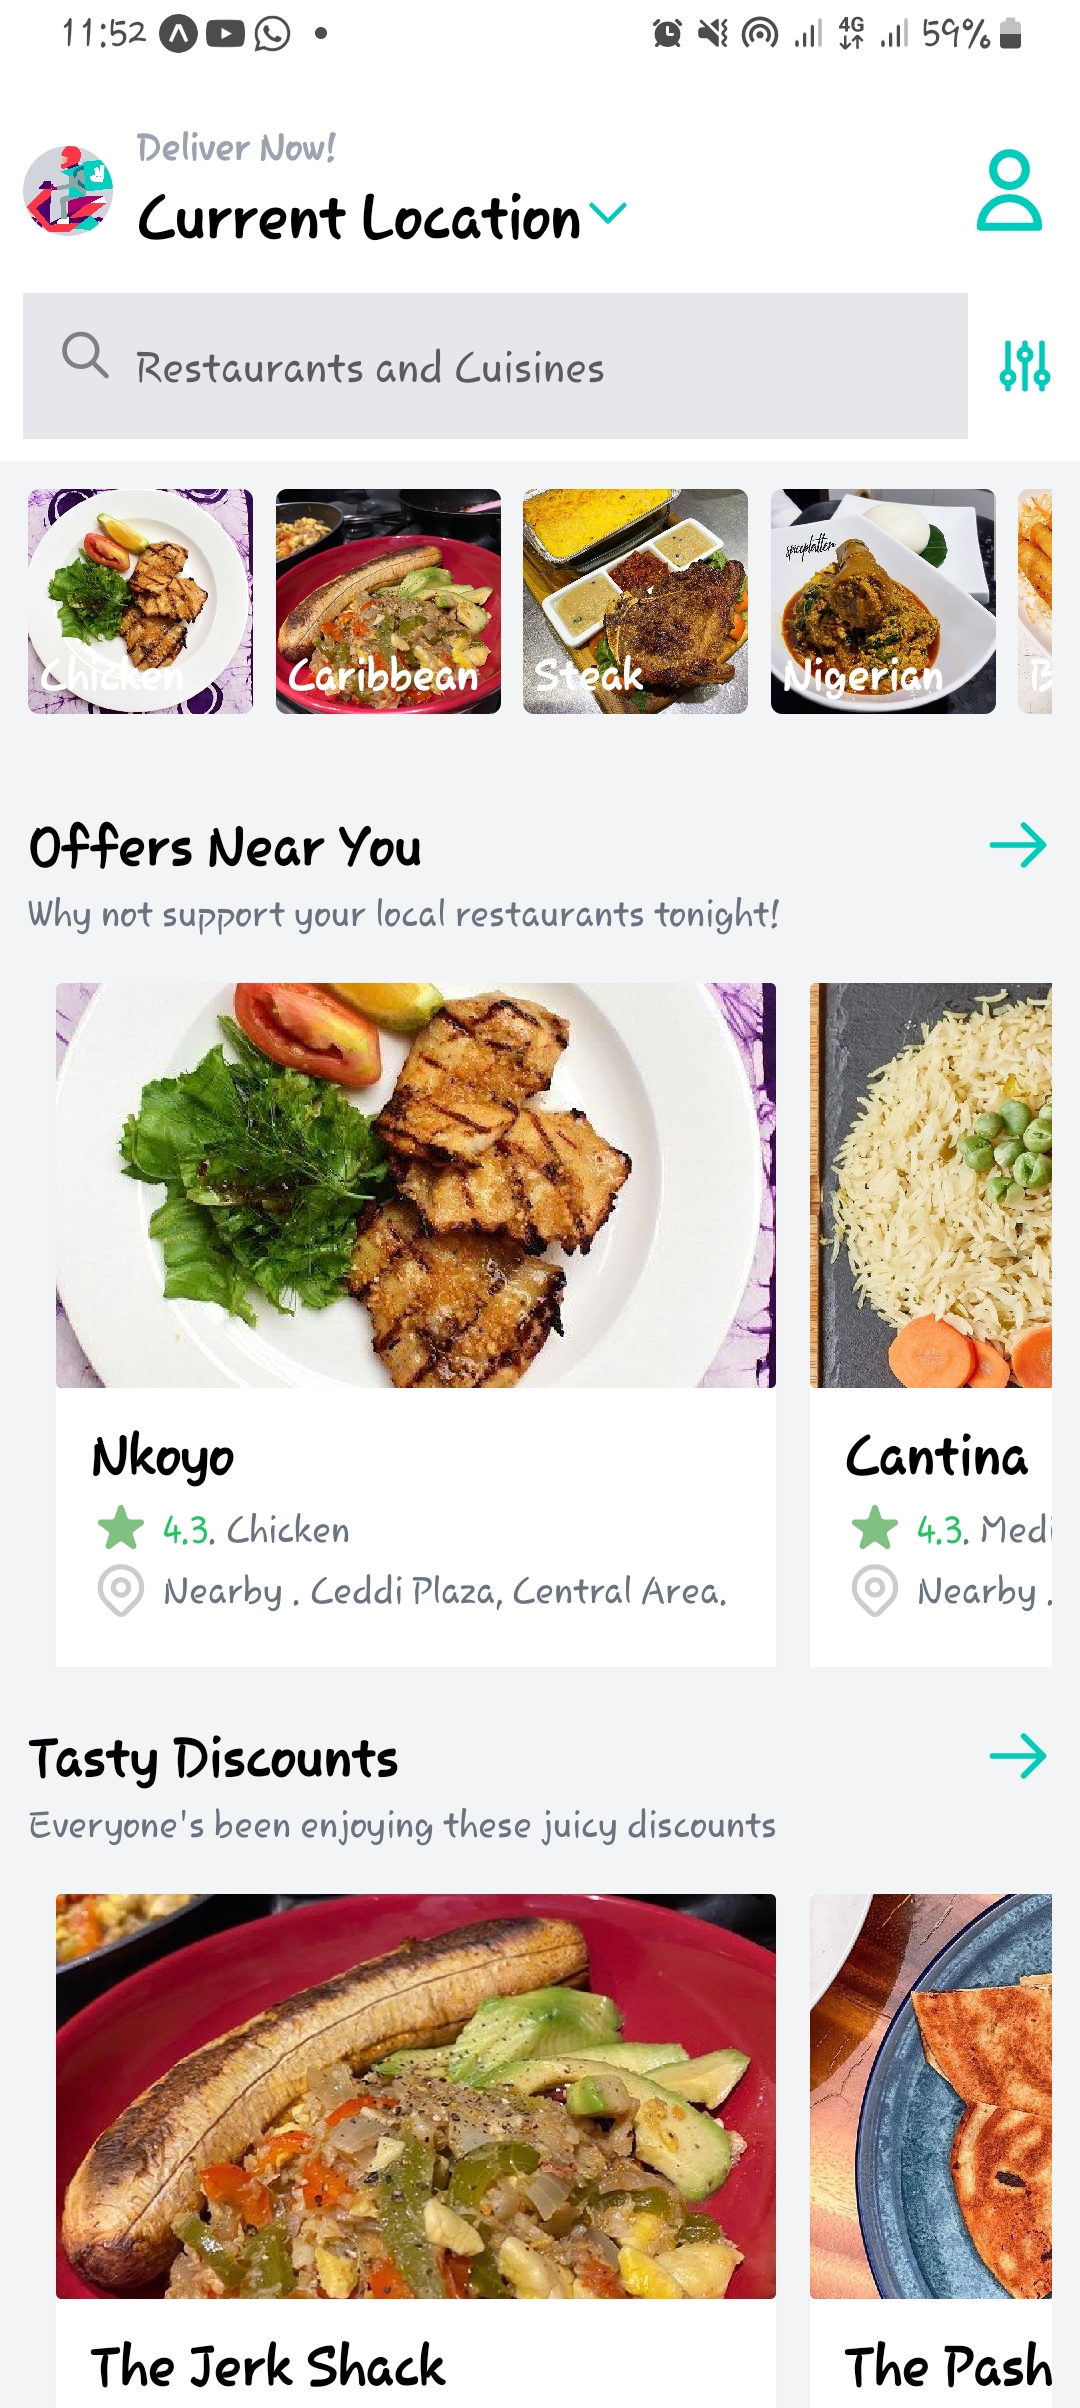 11:52
4G
59%
Deliver Now!
Current Location
Restaurants and Cuisines
spiceplatter
Chicken
Caribbean
Steak
Nigerian
Offers Near You
Why not support your local restaurants tonight!
Nkoyo
4.3. Chicken
Nearby . Ceddi Plaza, Central Area.
Cantina
4.3. Medi
Nearby .
Tasty Discounts
Everyone's been enjoying these juicy discounts
The Jerk Shack
The Pash